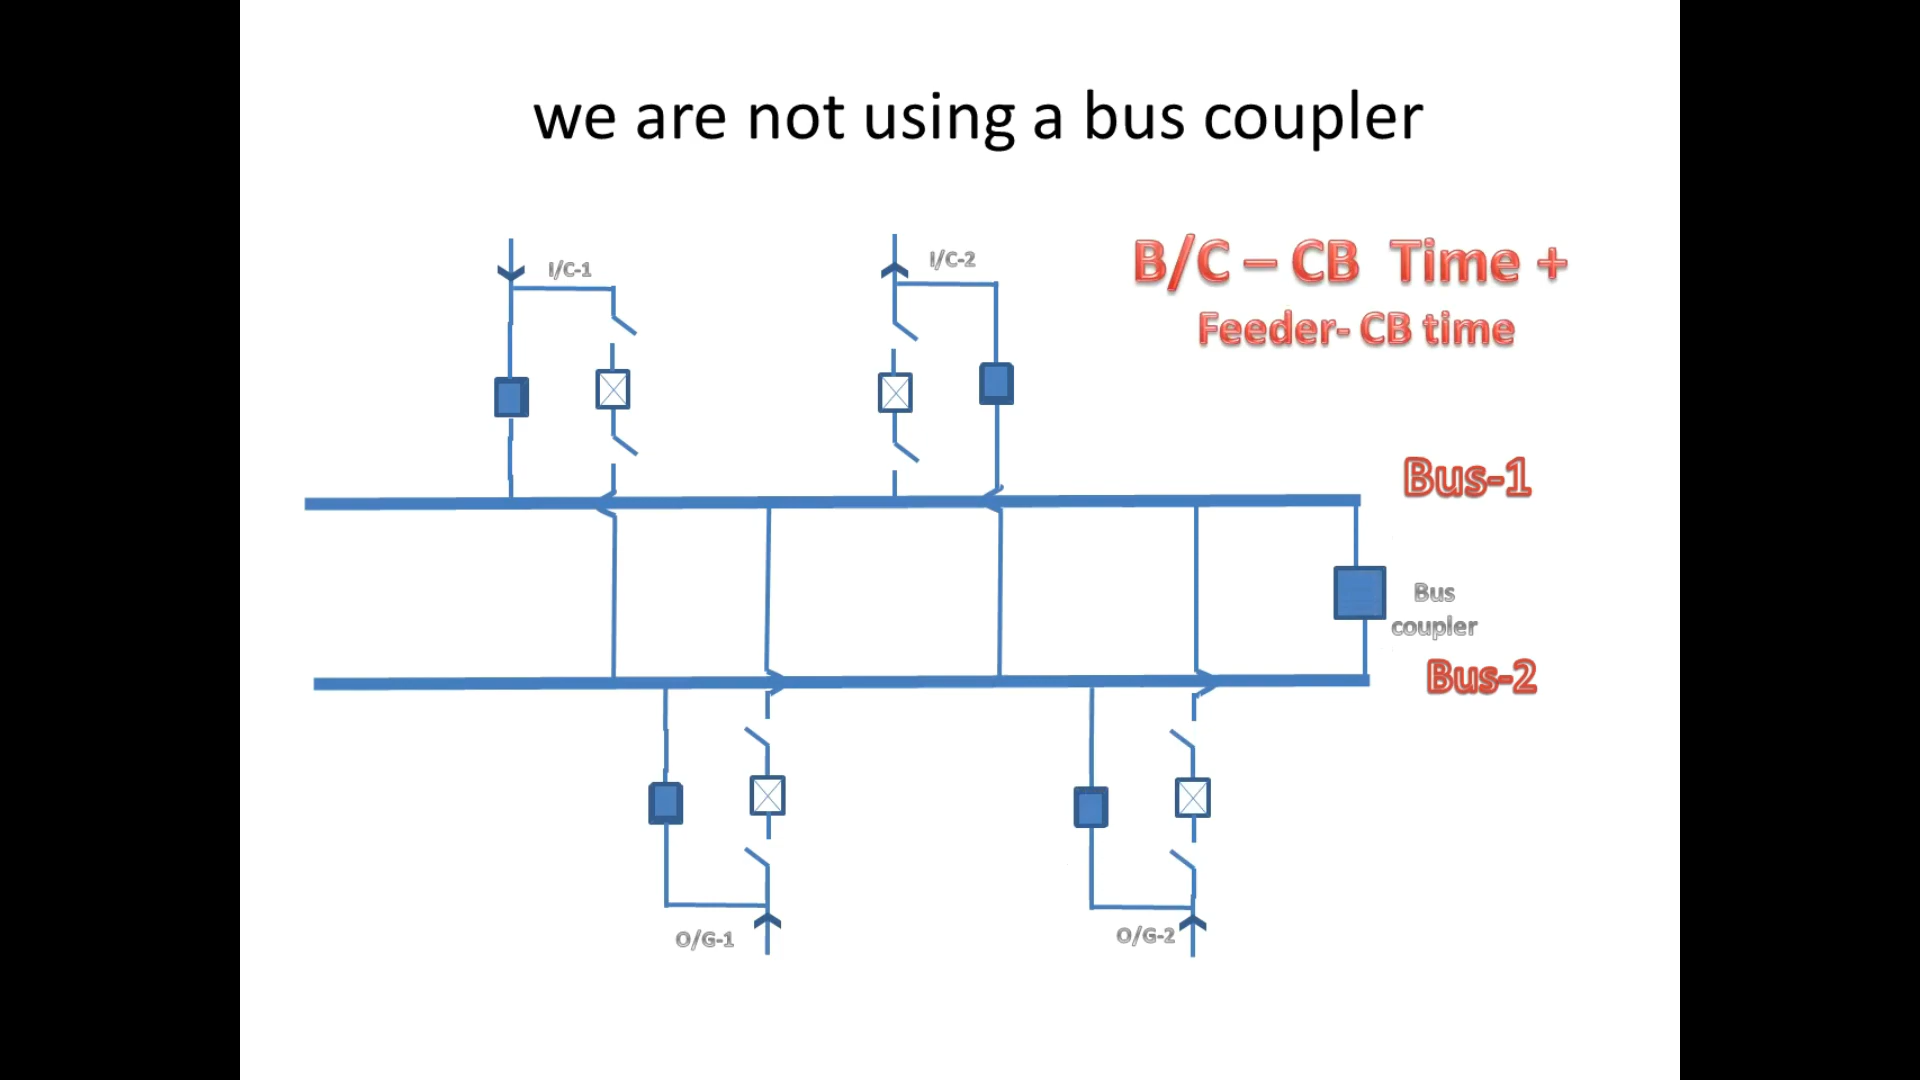 we are not using a bus coupler
I/C-1
I/C-2
B/C – CB Time +
Feeder- CB time
Bus-1
Bus
coupler
Bus-2
O/G-1
O/G-2